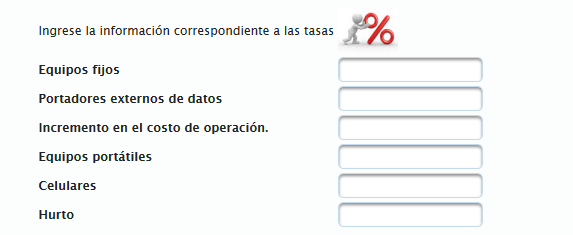 Ingrese la información correspondiente a las tasas %
Equipos fijos
Portadores externos de datos
Incremento en el costo de operación.
Equipos portátiles
Celulares
Hurto